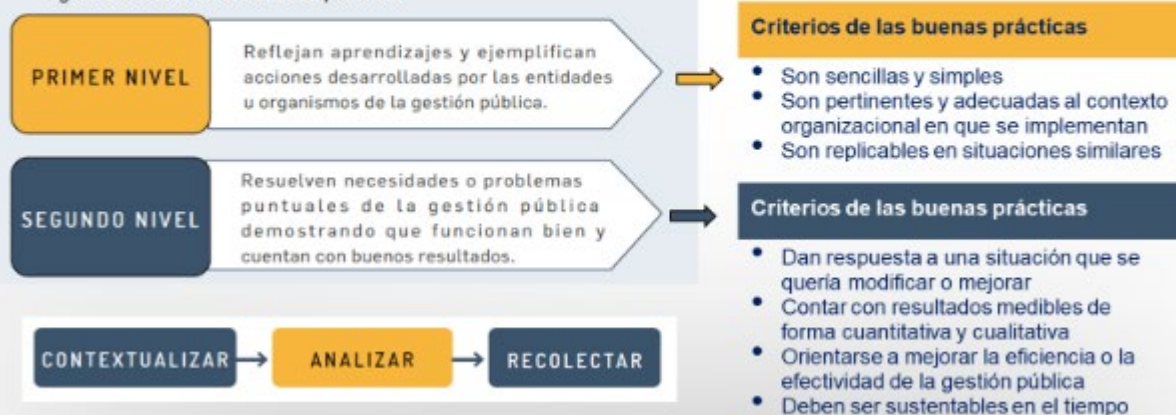 PRIMER NIVEL
Reflejan aprendizajes y ejemplifican
acciones desarrolladas por las entidades
u organismos de la gestión pública.
Criterios de las buenas prácticas
• Son sencillas y simples
• Son pertinentes y adecuadas al contexto
organizacional en que se implementan
• Son replicables en situaciones similares
SEGUNDO NIVEL
Resuelven necesidades o problemas
puntuales de la gestión pública
demostrando que funcionan bien y
cuentan con buenos resultados.
Criterios de las buenas prácticas
• Dan respuesta a una situación que se
quería modificar o mejorar
• Contar con resultados medibles de
forma cuantitativa y cualitativa
• Orientarse a mejorar la eficiencia o la
efectividad de la gestión pública
• Deben ser sustentables en el tiempo
CONTEXTUALIZAR
ANALIZAR
RECOLECTAR